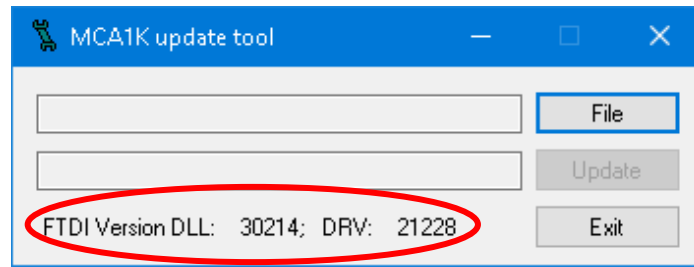 MCA1K update tool
File
Update
FTDI Version DLL: 30214; DRV: 21228
Exit